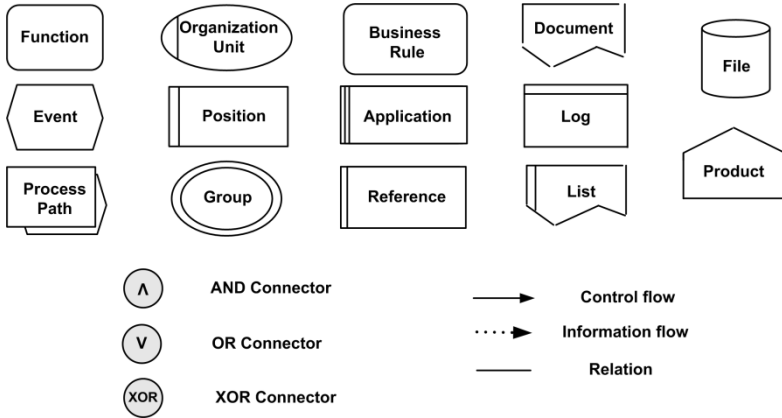 Function
Organization
Unit
Business
Rule
Document
File
Event
Position
Application
Log
Process
Path
Group
Reference
List
Product
∧ AND Connector
Control flow
∨ OR Connector
Information flow
XOR XOR Connector
Relation